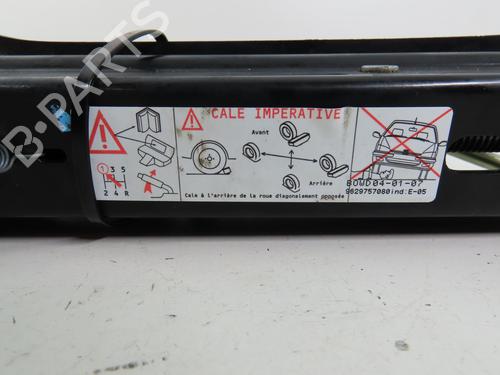 B-PARTS
CALE IMPERATIVE
Avant
Arrière
1 3 5
2 4 R
Cale à l'arrière de la roue diagonalement opposée
BOWD04-01-07
9629757080ind:E-05